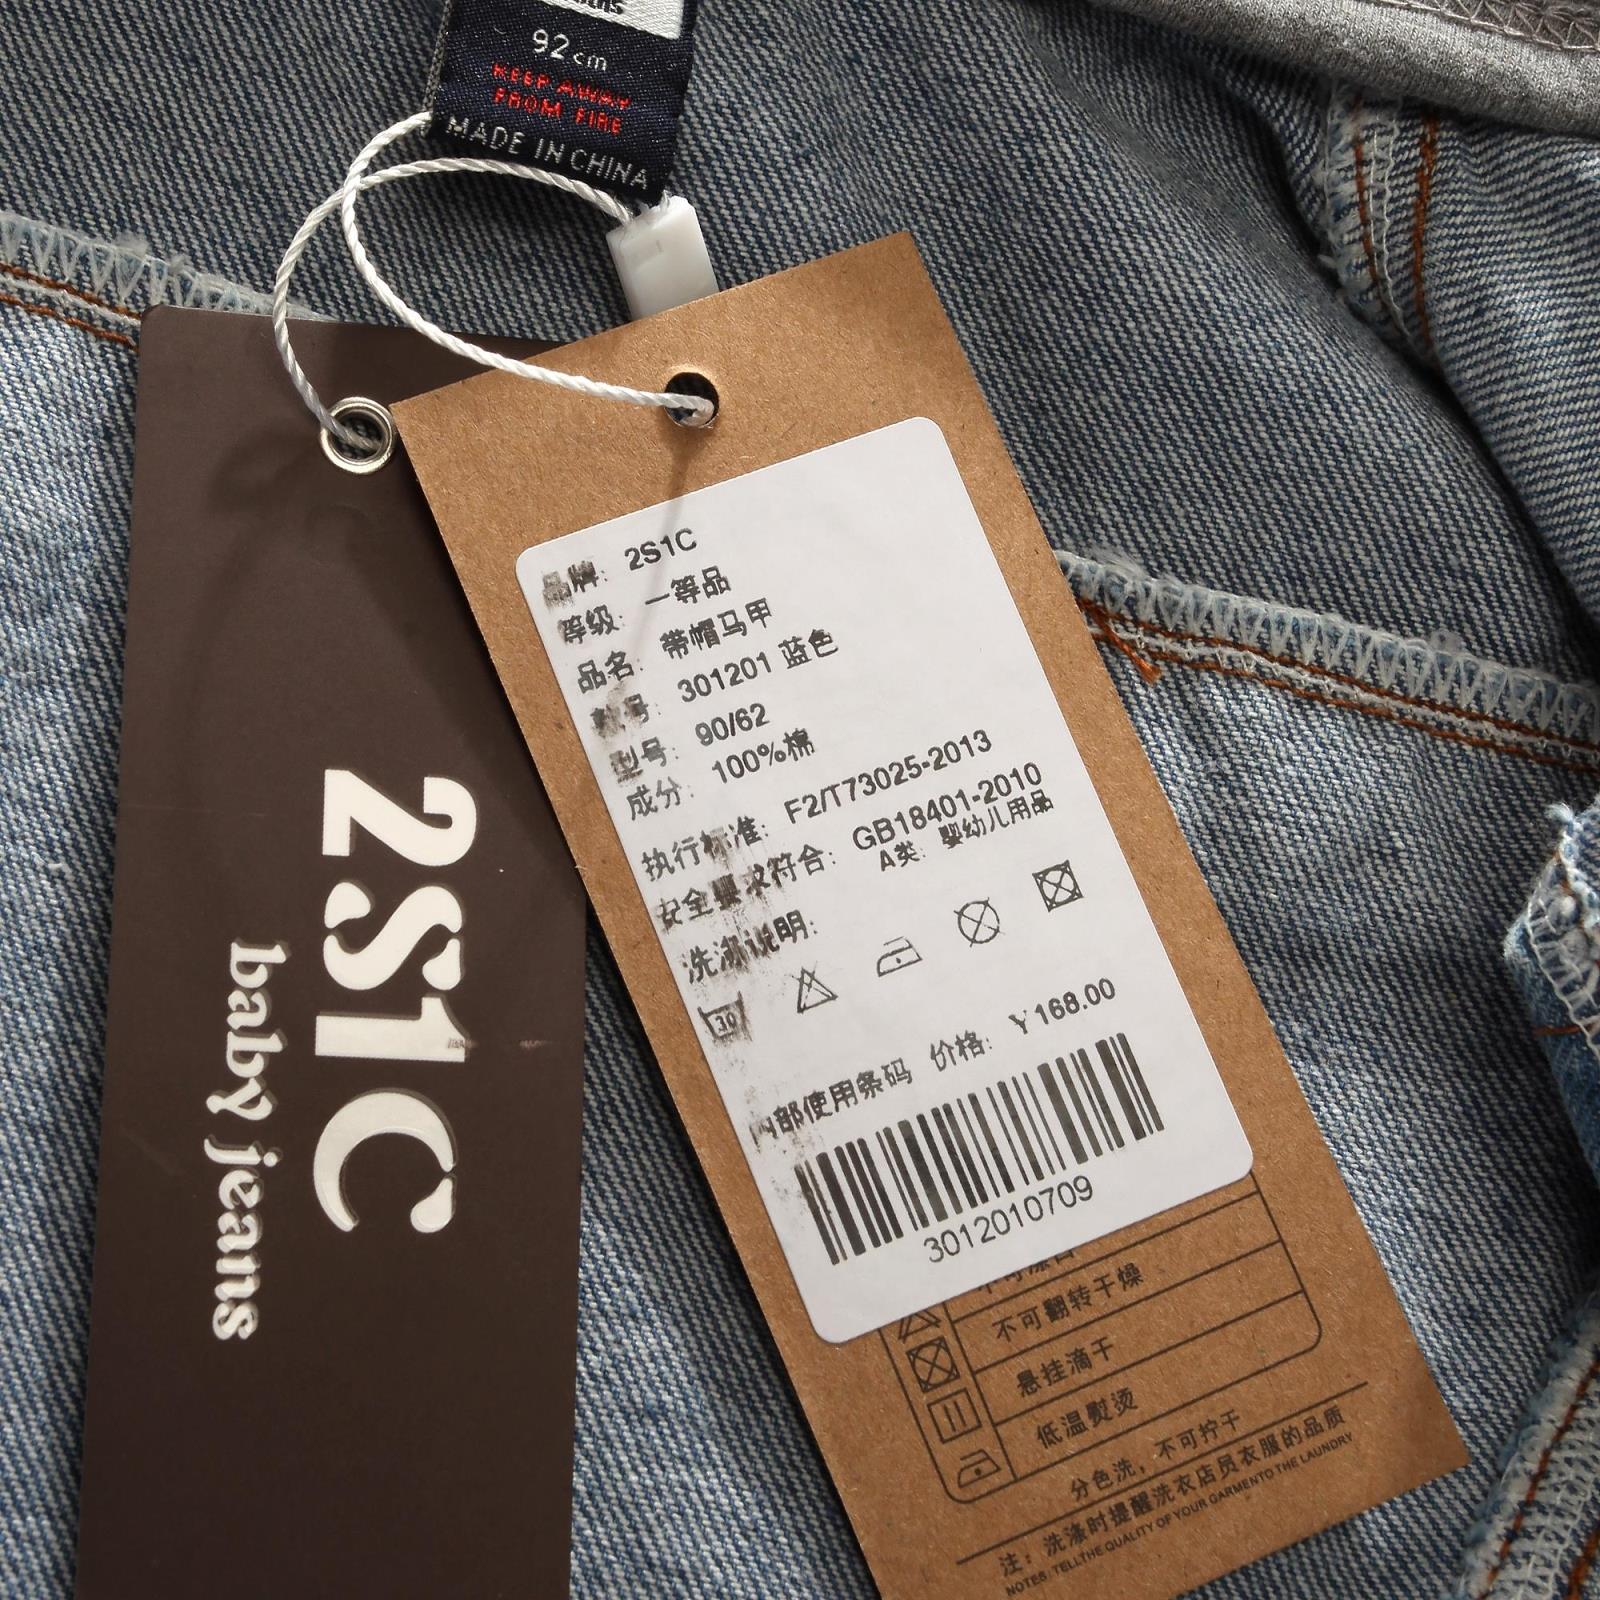 92cm
KEEP AWAY
FROM FIRE
MADE IN CHINA
2S1C
baby jeans
品牌: 2S1C
等级: 一等品
品名: 带帽马甲
款号: 301201 蓝色
型号: 90/62
成分: 100%棉
执行标准: F2/T73025-2013
安全要求符合: GB18401-2010
A类: 婴幼儿用品
洗涤说明:
30
内部使用条码 价格: ￥168.00
3012010709
不可翻转干燥
悬挂滴干
低温熨烫
分色洗，不可拧干
注：洗涤时提醒洗衣店员衣服的品质
NOTES: TELLTHE QUALITY OF YOUR GARMENTO THE LAUNDRY